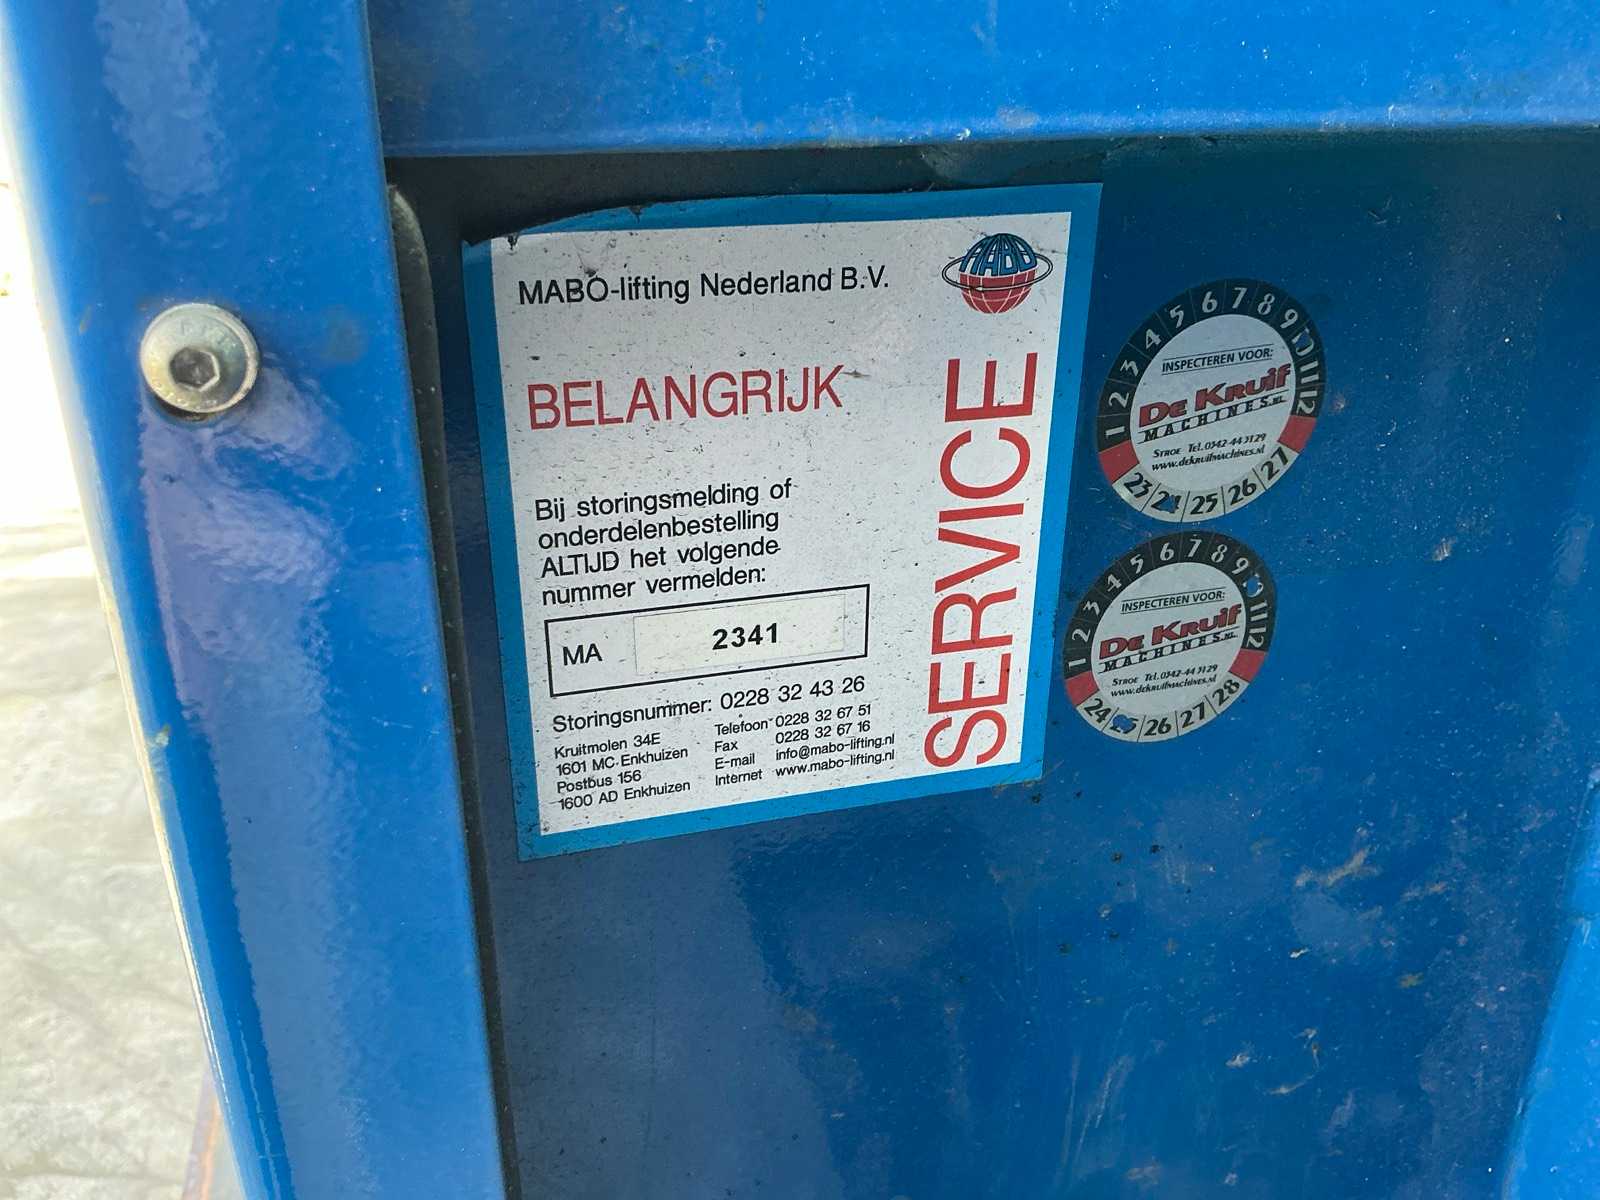 MABO-lifting Nederland B.V.
MABO
BELANGRIJK
SERVICE
Bij storingsmelding of
onderdelenbestelling
ALTIJD het volgende
nummer vermelden:
MA 2341
Storingsnummer: 0228 32 43 26
Kruitmolen 34E
1601 MC Enkhuizen
Postbus 156
1600 AD Enkhuizen
Telefoon 0228 32 67 51
Fax 0228 32 67 16
E-mail info@mabo-lifting.nl
Internet www.mabo-lifting.nl
1 2 3 4 5 6 7 8 9 10 11 12
INSPECTEREN VOOR:
De Kruif
MACHINES.NL
STROE Tel. 0342-44
www.dekruifmachines.nl
23 24 25 26 27
1 2 3 4 5 6 7 8 9 10 11 12
INSPECTEREN VOOR:
De Kruif
MACHINES.NL
STROE Tel. 0342-44
www.dekruifmachines.nl
24 25 26 27 28